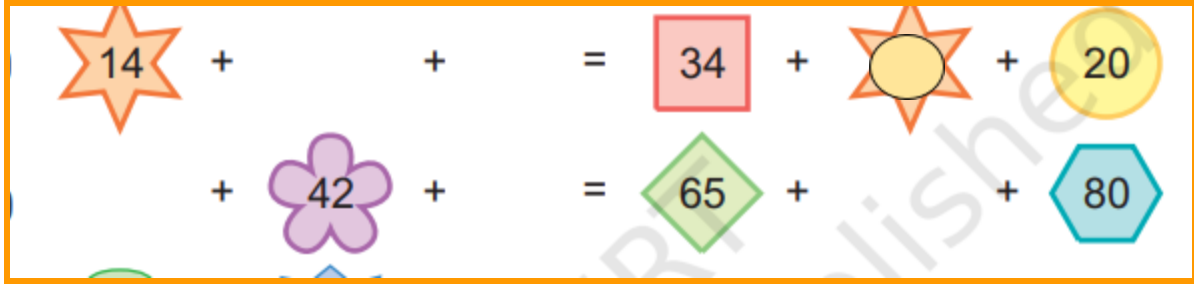 14 + + = 34 + + 20
+ 42 + = 65 + + 80